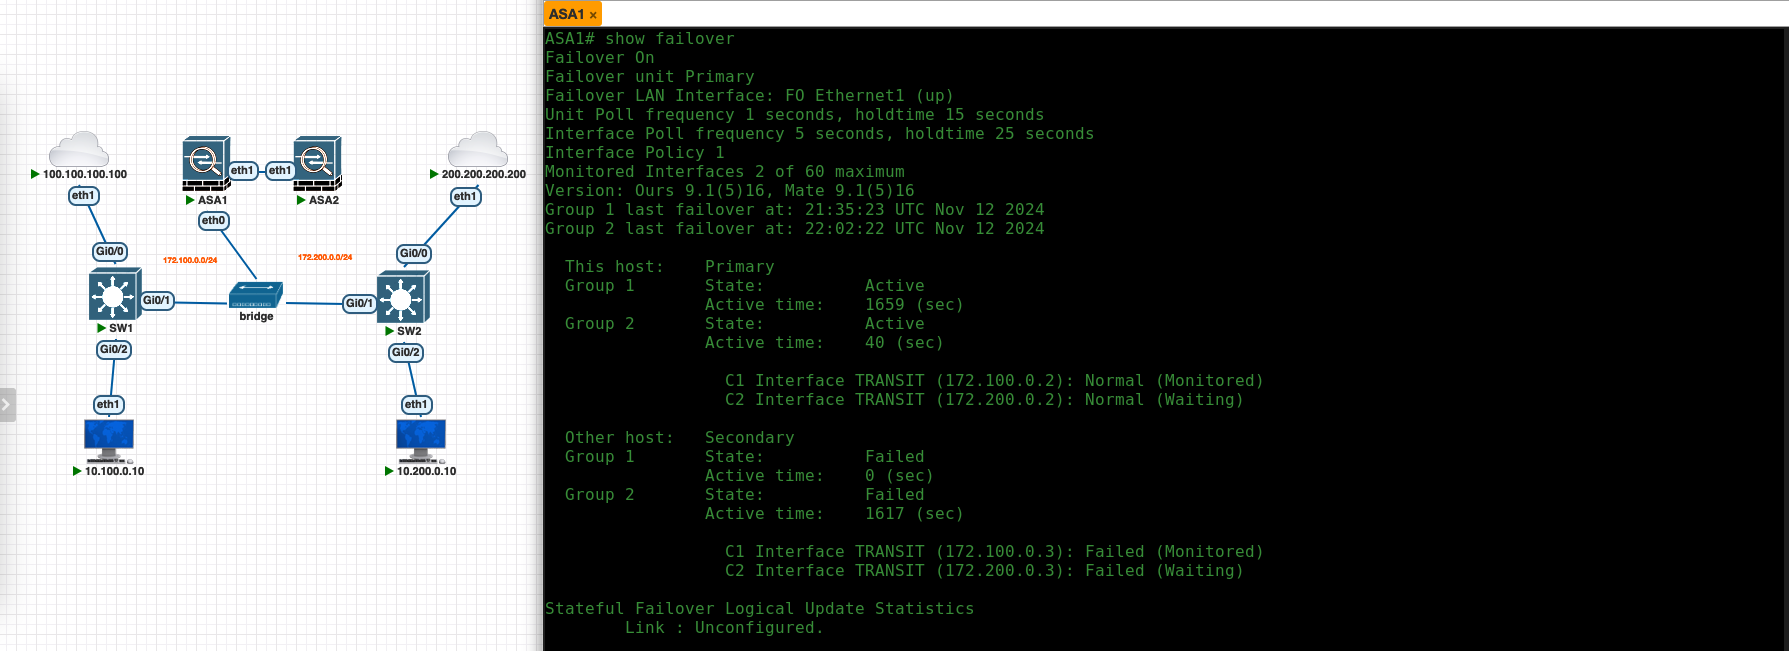 100.100.100.100
eth1
ASA1
eth1
eth1
ASA2
200.200.200.200
eth1
eth0
Gi0/0
172.100.0.0/24
172.200.0.0/24
Gi0/0
Gi0/1
bridge
Gi0/1
SW1
SW2
Gi0/2
Gi0/2
eth1
eth1
10.100.0.10
10.200.0.10
ASA1 ×
ASA1# show failover
Failover On
Failover unit Primary
Failover LAN Interface: FO Ethernet1 (up)
Unit Poll frequency 1 seconds, holdtime 15 seconds
Interface Poll frequency 5 seconds, holdtime 25 seconds
Interface Policy 1
Monitored Interfaces 2 of 60 maximum
Version: Ours 9.1(5)16, Mate 9.1(5)16
Group 1 last failover at: 21:35:23 UTC Nov 12 2024
Group 2 last failover at: 22:02:22 UTC Nov 12 2024
This host: Primary
Group 1 State: Active
Active time: 1659 (sec)
Group 2 State: Active
Active time: 40 (sec)
C1 Interface TRANSIT (172.100.0.2): Normal (Monitored)
C2 Interface TRANSIT (172.200.0.2): Normal (Waiting)
Other host: Secondary
Group 1 State: Failed
Active time: 0 (sec)
Group 2 State: Failed
Active time: 1617 (sec)
C1 Interface TRANSIT (172.100.0.3): Failed (Monitored)
C2 Interface TRANSIT (172.200.0.3): Failed (Waiting)
Stateful Failover Logical Update Statistics
Link : Unconfigured.